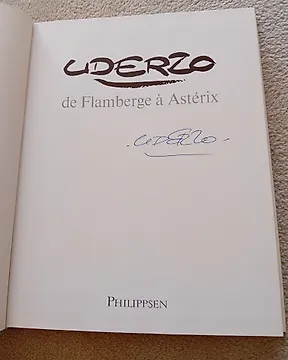 UDERZO
de Flamberge à Astérix
UDERZO
PHILIPPSEN